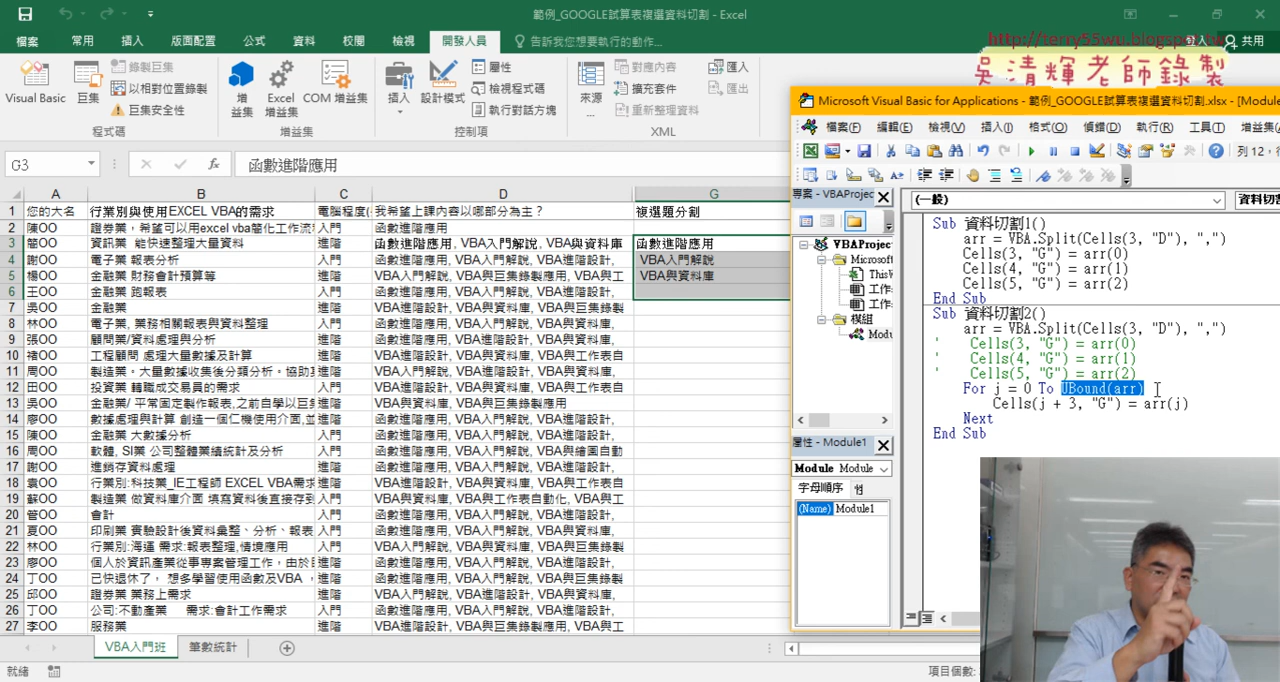 範例_GOOGLE試算表複選資料切割 - Excel
http://terry55wu.blogspot.tw
吳清輝老師錄製
檔案 常用 插入 版面配置 公式 資料 校閱 檢視 開發人員 告訴我您想要執行的動作... 共用
Visual Basic 巨集 錄製巨集 以相對位置錄製 巨集安全性 程式碼
增益集 Excel 增益集 COM 增益集 增益集
插入 設計模式 屬性 檢視程式碼 執行對話方塊 控制項
來源... 對應內容 擴充套件 重新整理資料 匯入 匯出 XML
G3 fx 函數進階應用
A B C D G
1 您的大名 行業別與使用EXCEL VBA的需求 電腦程度( 我希望上課內容以哪部分為主? 複選題分割
2 陳OO 證券業,希望可以用excel vba簡化工作流 入門 函數進階應用
3 簡OO 資訊業 能快速整理大量資料 進階 函數進階應用, VBA入門解說, VBA與資料庫 函數進階應用
4 謝OO 電子業 報表分析 入門 函數進階應用, VBA入門解說, VBA進階設計, VBA入門解說
5 楊OO 金融業 財務會計預算等 進階 函數進階應用, VBA入門解說, VBA與工 VBA與資料庫
6 王OO 金融業 跑報表 入門 函數進階應用, VBA入門解說, VBA進階設計,
7 吳OO 金融業 進階 函數進階應用, VBA與資料庫, VBA與巨集錄製
8 林OO 電子業, 業務相關報表與資料整理 入門 函數進階應用, VBA入門解說, VBA與資料庫,
9 張OO 顧問業/資料處理與分析 進階 函數進階應用, VBA入門解說, VBA與巨集錄製
10 褚OO 工程顧問 處理大量數據及計算 入門 VBA進階設計, VBA與資料庫, VBA與工作表自
11 周OO 製造業。大量數據收集後分類分析。協助 入門 函數進階應用, VBA入門解說, VBA進階設計,
12 田OO 投資業 輔職成交易員的需求 入門 函數進階應用, VBA入門解說, VBA進階設計,
13 吳OO 金融業/ 平常固定製作報表,之前自學以巨 進階 VBA與巨集錄製應用
14 廖OO 數據處理與計算 創造一個仁機使用介面,並 入門 函數進階應用, VBA入門解說, VBA進階設計,
15 陳OO 金融業 大數據分析 入門 函數進階應用, VBA入門解說, VBA進階設計,
16 周OO 軟體, SI業 公司整體業績統計及分析 入門 函數進階應用, VBA入門解說, VBA與繪圖自動
17 謝OO 進銷存資料處理 進階 函數進階應用, VBA入門解說, VBA進階設計,
18 袁OO 行業別:科技業_IE工程師 EXCEL VBA需求 進階 函數進階應用, VBA入門解說, VBA進階設計,
19 蘇OO 製造業 做資料庫介面 填寫資料後直接存到 進階 VBA與資料庫, VBA與工作表自動化, VBA與工
20 管OO 會計 入門 VBA入門解說, VBA與巨集錄製應用, VBA與工
21 夏OO 印刷業 實驗設計後資料彙整、分析、報表 入門 函數進階應用, VBA入門解說, VBA與資料庫,
22 林OO 行業別:海運 需求:報表整理,情境應用 入門 VBA入門解說, VBA與資料庫, VBA與巨集錄製
23 廖OO 個人於資訊產業從事專案管理工作,由於 進階 函數進階應用, VBA入門解說, VBA進階設計,
24 丁OO 已快退休了, 想多學習使用函數及VBA, 進階 函數進階應用, VBA入門解說, VBA與巨集錄製
25 邱OO 證券業 業務上需求 進階 函數進階應用, VBA入門解說, VBA與資料庫,
26 丁OO 公司:不動產業 需求:會計工作需求 入門 函數進階應用, VBA入門解說, VBA進階設計,
27 李OO 服務業 進階 VBA入門解說, VBA進階設計, VBA與工
VBA入門班 筆數統計
就緒 項目個數:
Microsoft Visual Basic for Applications - 範例_GOOGLE試算表複選資料切割.xlsx - [Module
檔案(F) 編輯(E) 檢視(V) 插入(I) 格式(O) 偵錯(D) 執行(R) 工具(T) 增益集(
列 12,
專案 - VBAProjec
VBAProjec
Microsoft
ThisW
工作
工作
模組
Modu
屬性 - Module1
Module Module
字母順序
(Name) Module1
(一般) 資料切割
Sub 資料切割1()
arr = VBA.Split(Cells(3, "D"), ",")
Cells(3, "G") = arr(0)
Cells(4, "G") = arr(1)
Cells(5, "G") = arr(2)
End Sub
Sub 資料切割2()
arr = VBA.Split(Cells(3, "D"), ",")
' Cells(3, "G") = arr(0)
' Cells(4, "G") = arr(1)
' Cells(5, "G") = arr(2)
For j = 0 To UBound(arr)
Cells(j + 3, "G") = arr(j)
Next
End Sub